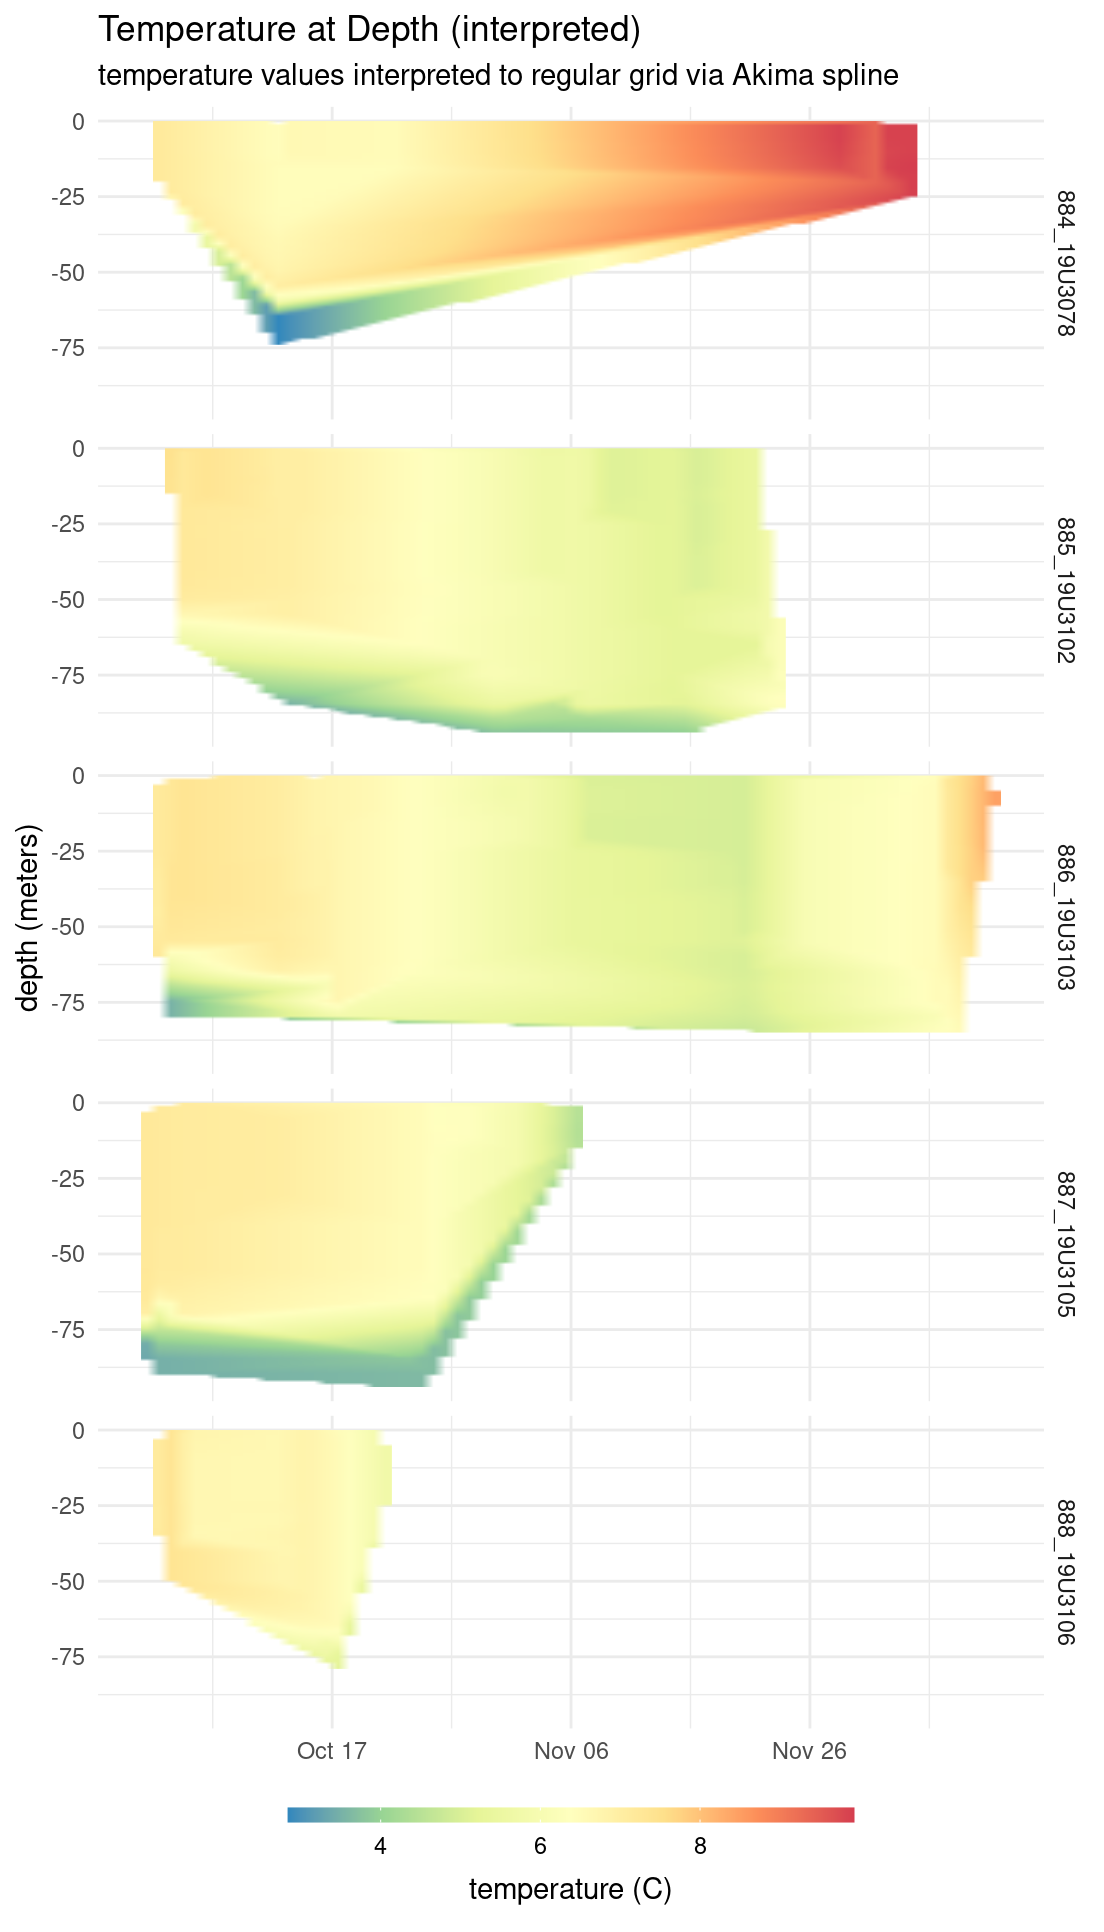 Temperature at Depth (interpreted)
temperature values interpreted to regular grid via Akima spline
0
-25
-50
-75
884_19U3078
0
-25
-50
-75
885_19U3102
0
-25
-50
-75
886_19U3103
depth (meters)
0
-25
-50
-75
887_19U3105
0
-25
-50
-75
888_19U3106
Oct 17 Nov 06 Nov 26
4 6 8
temperature (C)